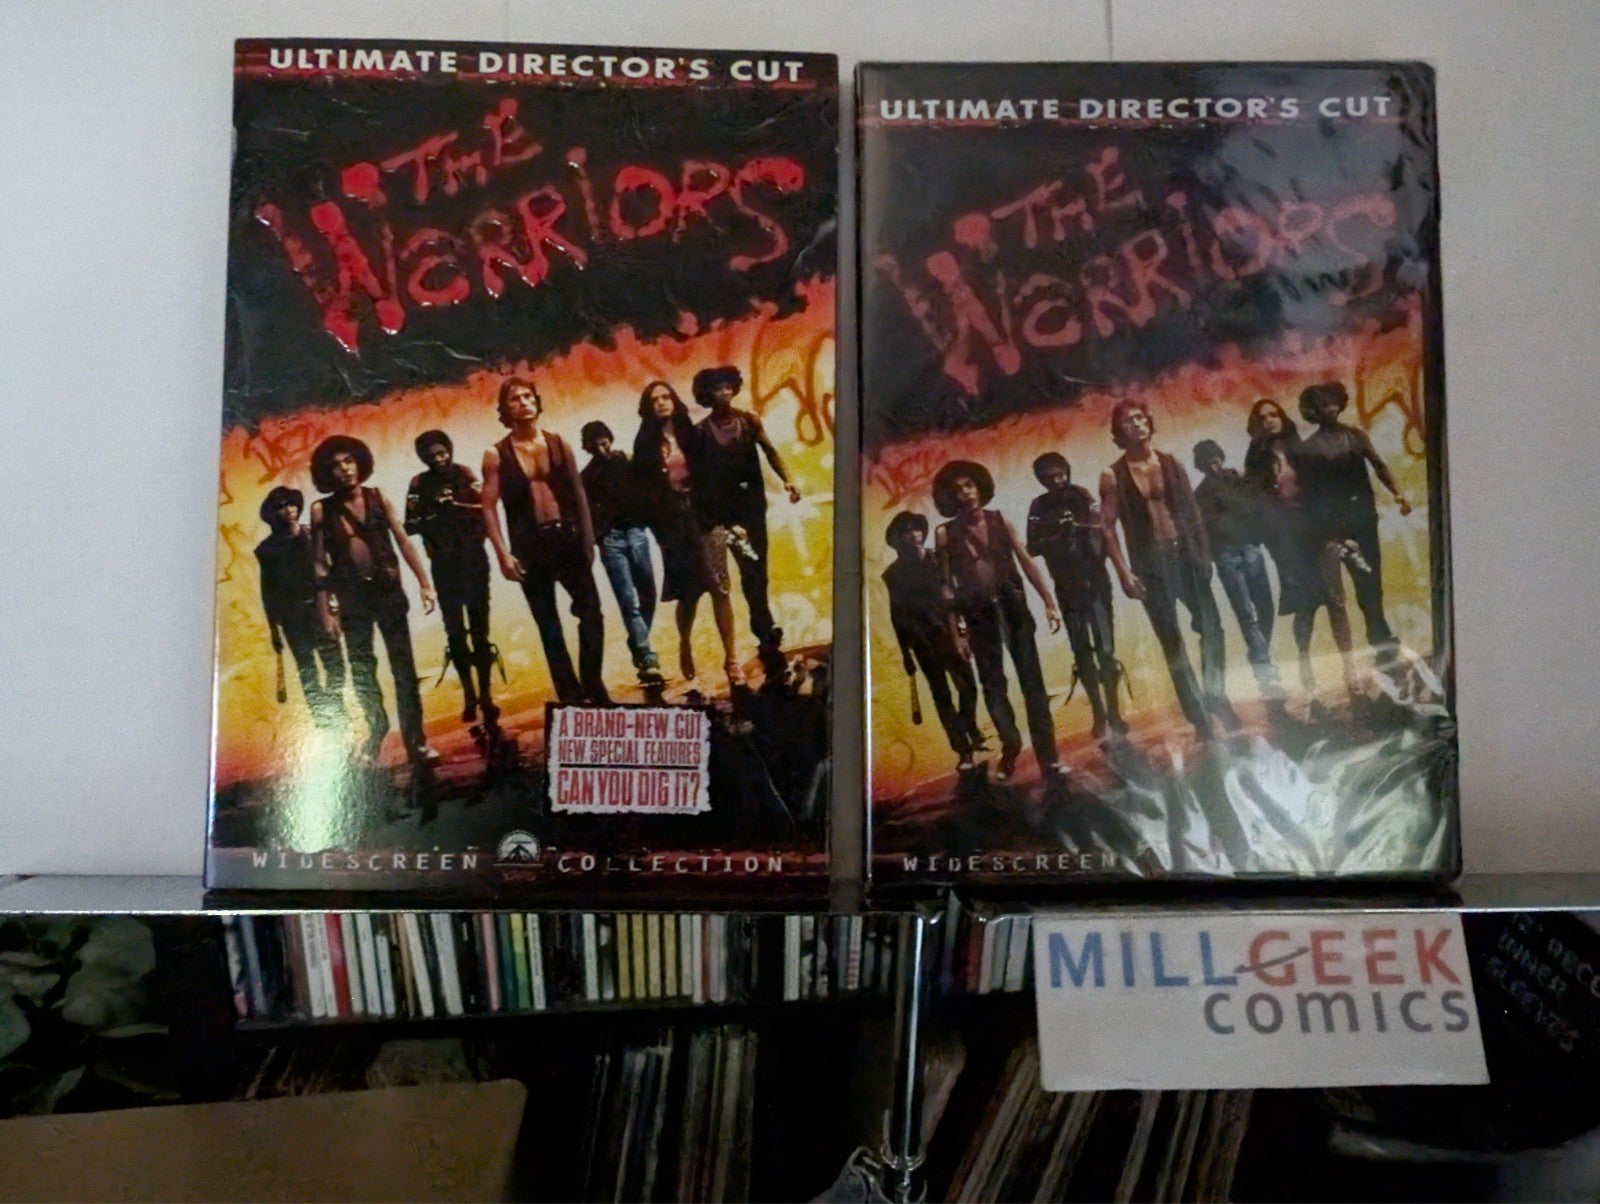 ULTIMATE DIRECTOR'S CUT
THE
WARRIORS
A BRAND-NEW CUT
NEW SPECIAL FEATURES
CAN YOU DIG IT?
WIDESCREEN COLLECTION
ULTIMATE DIRECTOR'S CUT
THE
WARRIORS
WIDESCREEN
MILLGEEK
COMICS